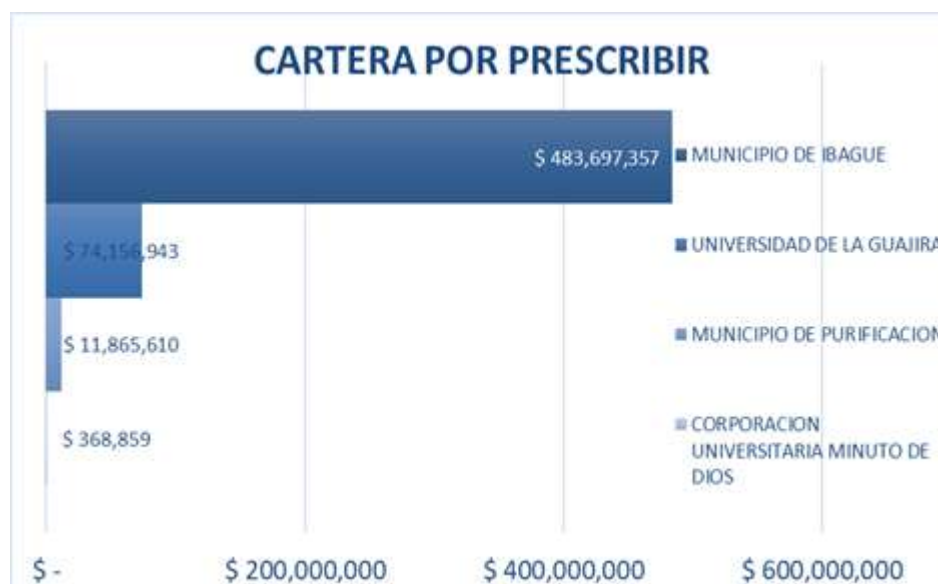 CARTERA POR PRESCRIBIR
$ 483,697,357
MUNICIPIO DE IBAGUE
$ 74,156,943
UNIVERSIDAD DE LA GUAJIRA
$ 11,865,610
MUNICIPIO DE PURIFICACION
$ 368,859
CORPORACION
UNIVERSITARIA MINUTO DE
DIOS
$ -
$ 200,000,000
$ 400,000,000
$ 600,000,000